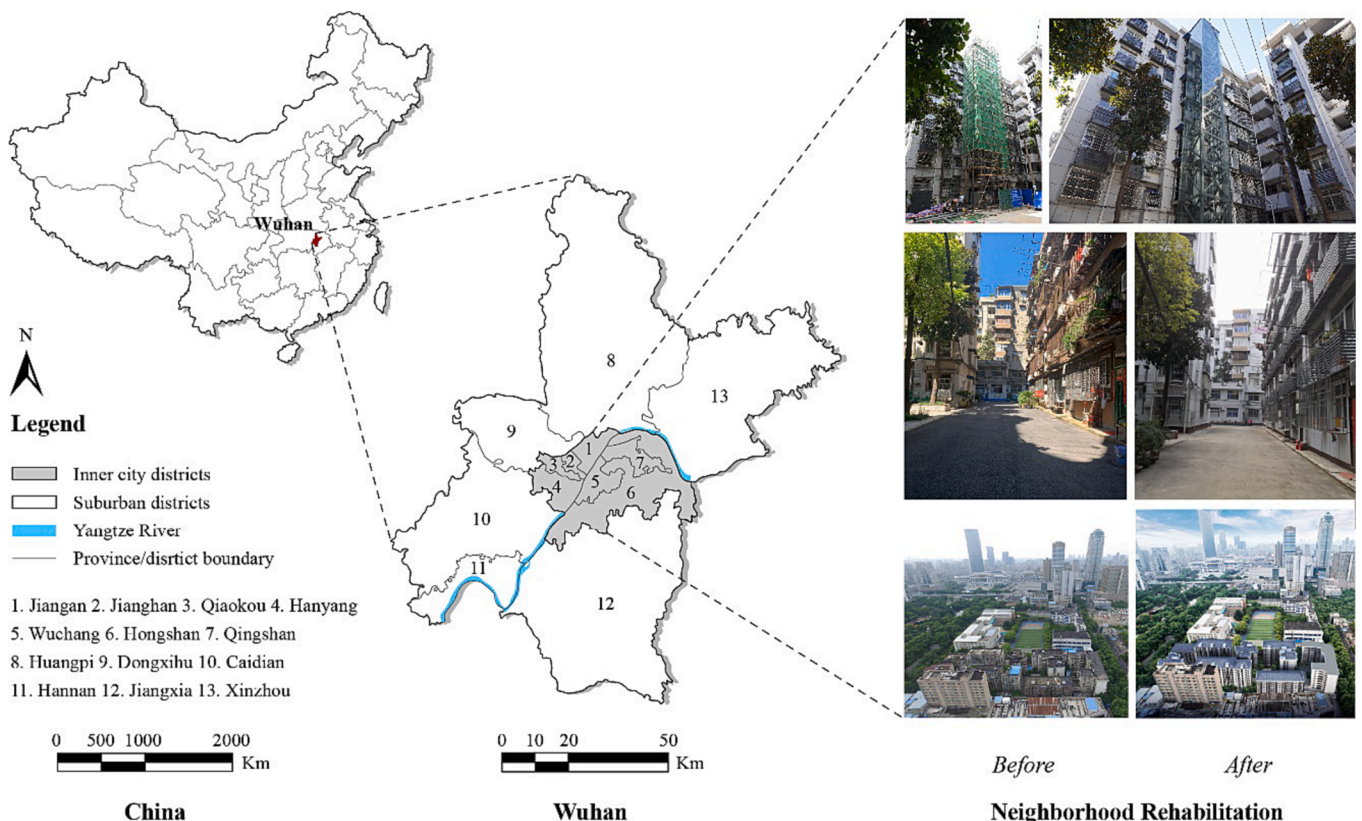 Wuhan
N
Legend
Inner city districts
Suburban districts
Yangtze River
Province/disrtict boundary
1. Jiangan 2. Jianghan 3. Qiaokou 4. Hanyang
5. Wuchang 6. Hongshan 7. Qingshan
8. Huangpi 9. Dongxihu 10. Caidian
11. Hannan 12. Jiangxia 13. Xinzhou
0 500 1000 2000
Km
China
8
13
9
1
2
3
7
4
5
6
10
11
12
0 10 20 50
Km
Wuhan
Before After
Neighborhood Rehabilitation